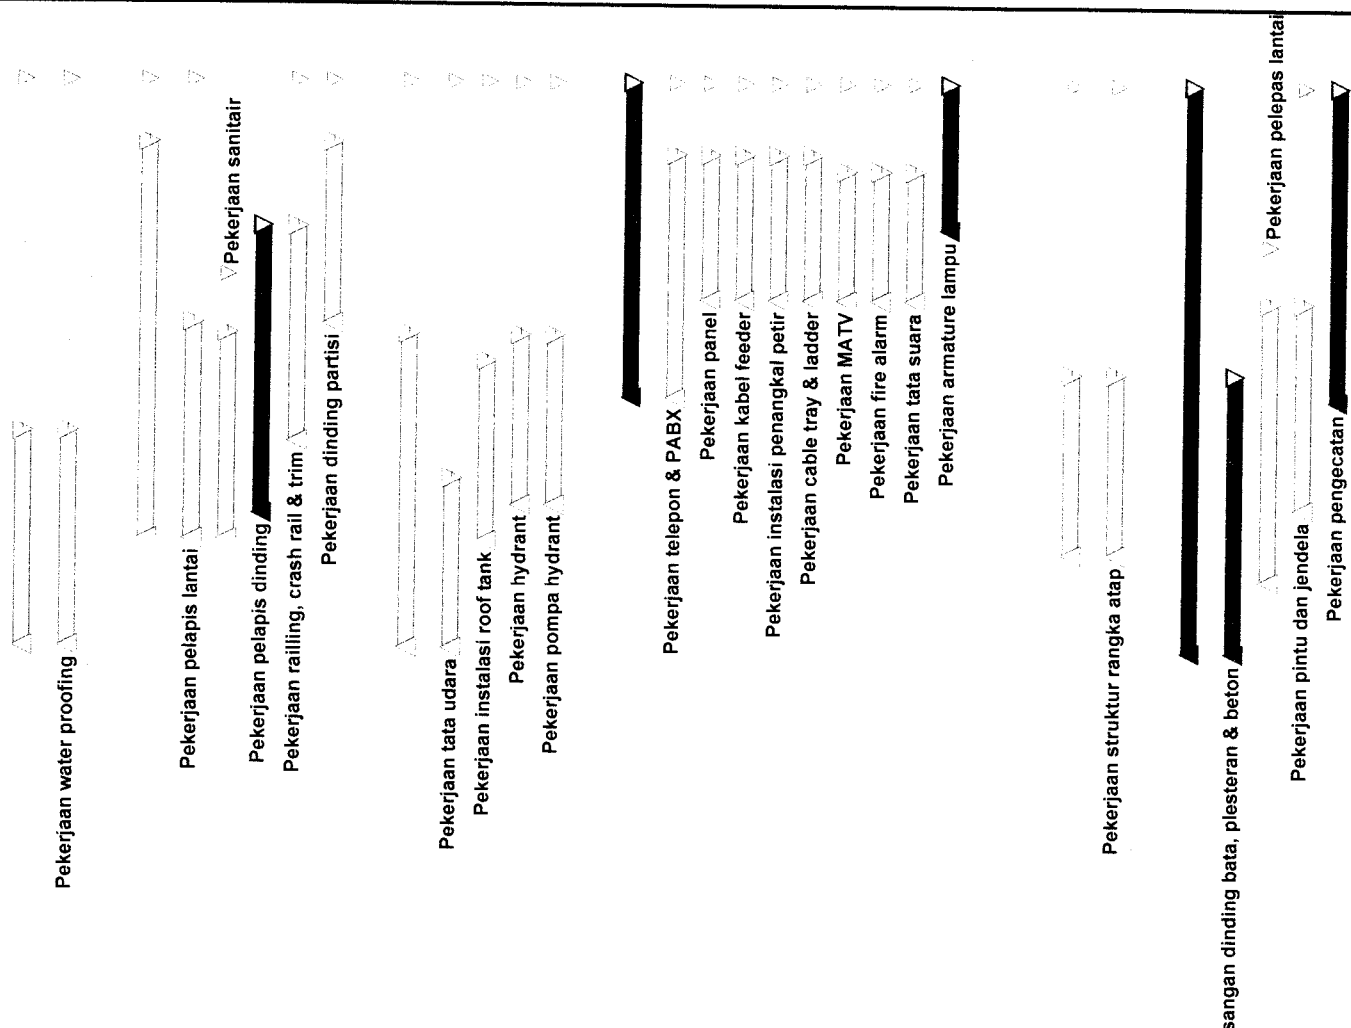 Pekerjaan water proofing
Pekerjaan pelapis lantai
Pekerjaan sanitair
Pekerjaan pelapis dinding
Pekerjaan railling, crash rail & trim
Pekerjaan dinding partisi
Pekerjaan tata udara
Pekerjaan instalasi roof tank
Pekerjaan hydrant
Pekerjaan pompa hydrant
Pekerjaan telepon & PABX
Pekerjaan panel
Pekerjaan kabel feeder
Pekerjaan instalasi penangkal petir
Pekerjaan cable tray & ladder
Pekerjaan MATV
Pekerjaan fire alarm
Pekerjaan tata suara
Pekerjaan armature lampu
Pekerjaan struktur rangka atap
sangan dinding bata, plesteran & beton
Pekerjaan pelepas lantai
Pekerjaan pintu dan jendela
Pekerjaan pengecatan